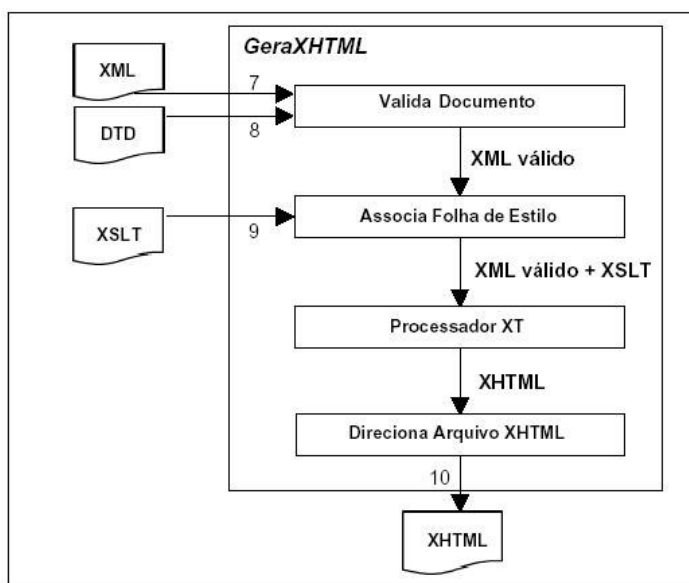 GeraXHTML
XML
7
Valida Documento
DTD
8
XML válido
XSLT
9
Associa Folha de Estilo
XML válido + XSLT
Processador XT
XHTML
Direciona Arquivo XHTML
10
XHTML